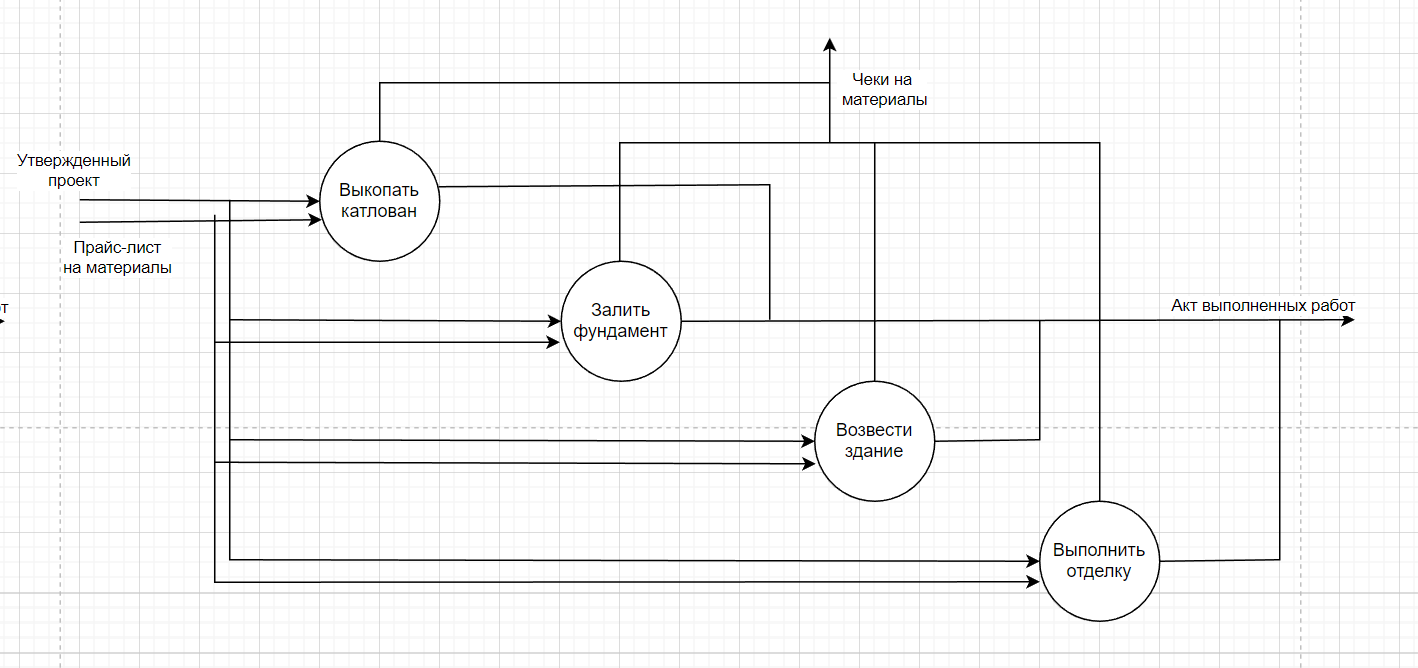 Чеки на
материалы
Утвержденный
проект
Выкопать
катлован
Прайс-лист
на материалы
Залить
фундамент
Акт выполненных работ
Возвести
здание
Выполнить
отделку